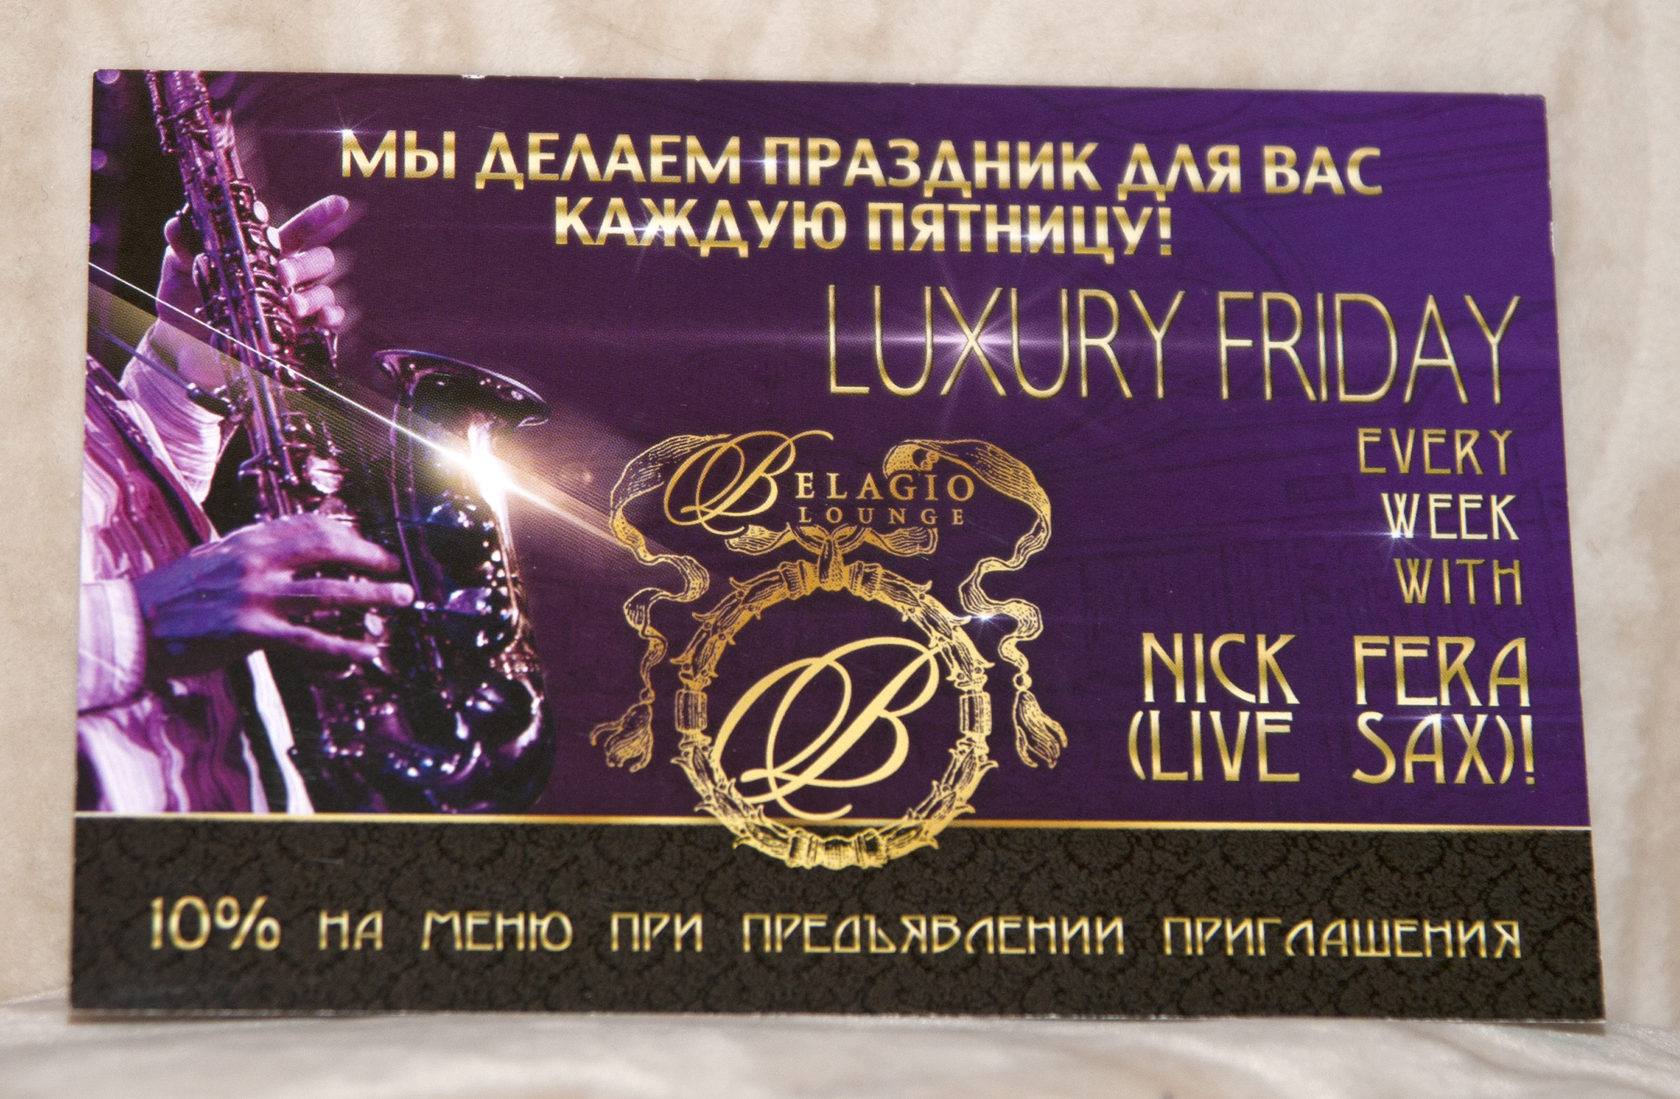 МЫ ДЕЛАЕМ ПРАЗДНИК ДЛЯ ВАС
КАЖДУЮ ПЯТНИЦУ!
LUXURY FRIDAY
EVERY
WEEK
WITH
NICK FERA
(LIVE SAX)!
BELAGIO
LOUNGE
B
10% НА МЕНЮ ПРИ ПРЕДЪЯВЛЕНИИ ПРИГЛАШЕНИЯ